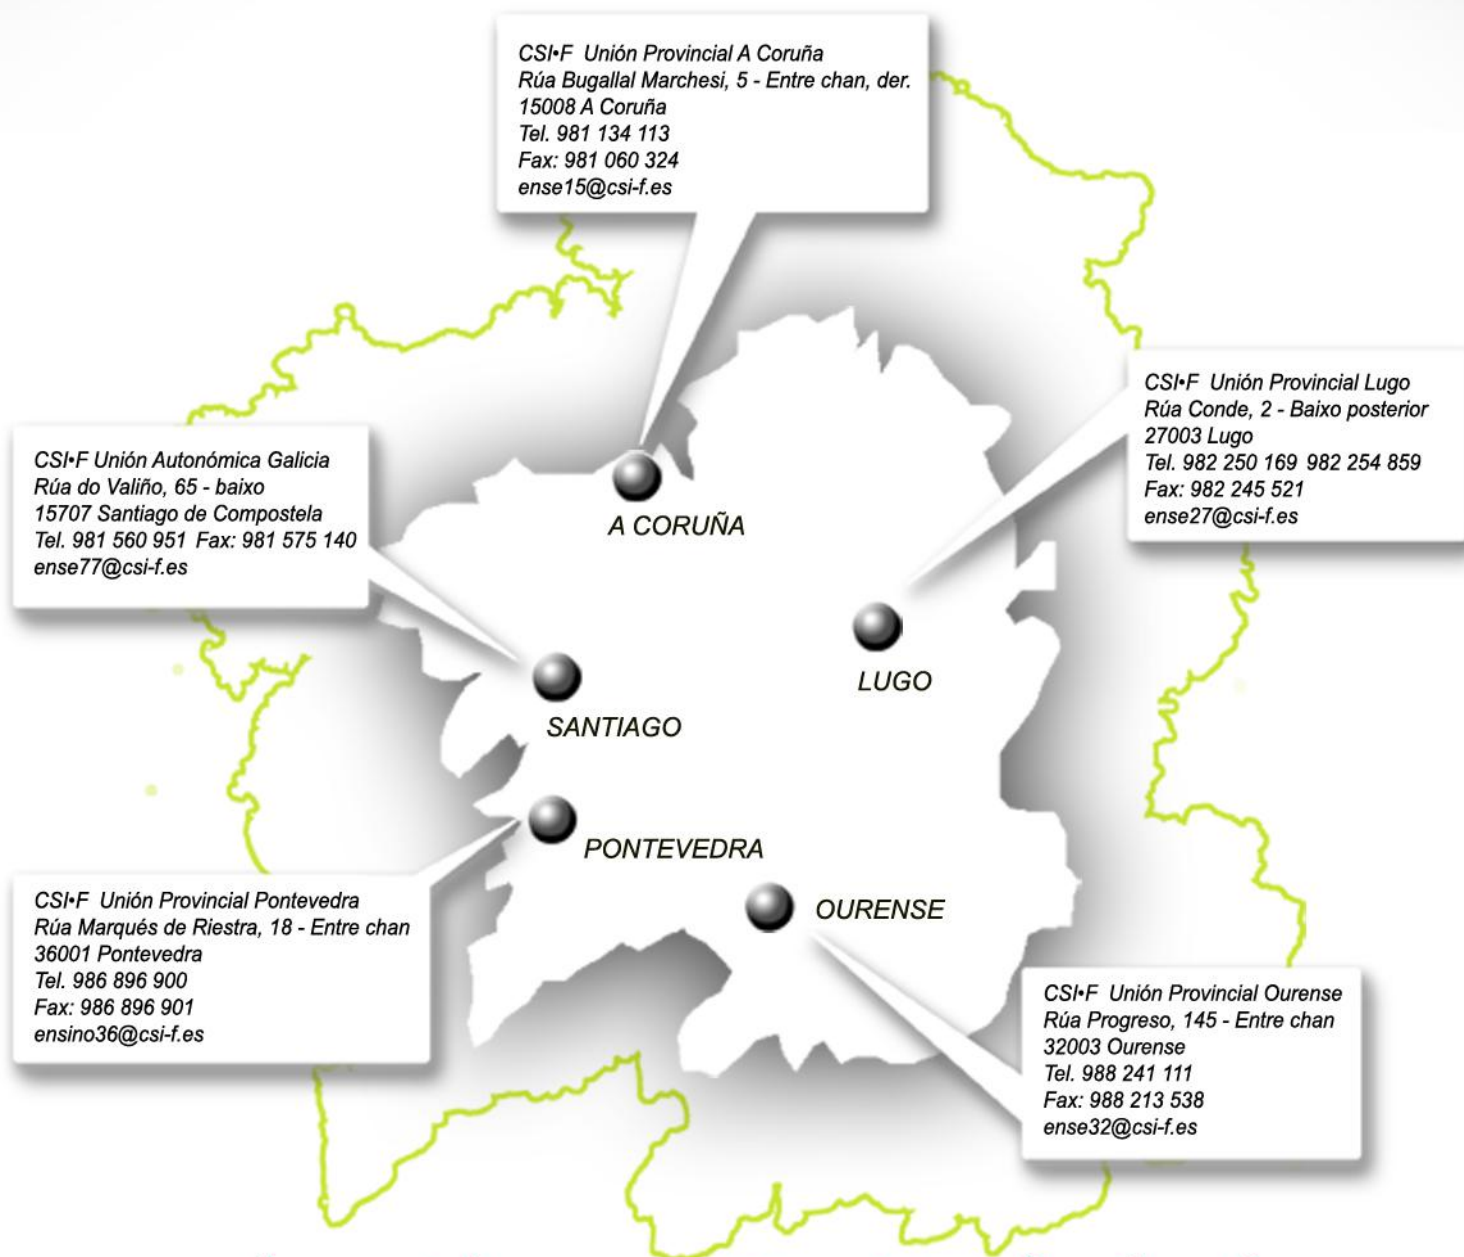 CSI•F Unión Provincial A Coruña
Rúa Bugallal Marchesi, 5 - Entre chan, der.
15008 A Coruña
Tel. 981 134 113
Fax: 981 060 324
ense15@csi-f.es
CSI•F Unión Provincial Lugo
Rúa Conde, 2 - Baixo posterior
27003 Lugo
Tel. 982 250 169 982 254 859
Fax: 982 245 521
ense27@csi-f.es
CSI•F Unión Autonómica Galicia
Rúa do Valiño, 65 - baixo
15707 Santiago de Compostela
Tel. 981 560 951 Fax: 981 575 140
ense77@csi-f.es
A CORUÑA
LUGO
SANTIAGO
PONTEVEDRA
OURENSE
CSI•F Unión Provincial Pontevedra
Rúa Marqués de Riestra, 18 - Entre chan
36001 Pontevedra
Tel. 986 896 900
Fax: 986 896 901
ensino36@csi-f.es
CSI•F Unión Provincial Ourense
Rúa Progreso, 145 - Entre chan
32003 Ourense
Tel. 988 241 111
Fax: 988 213 538
ense32@csi-f.es